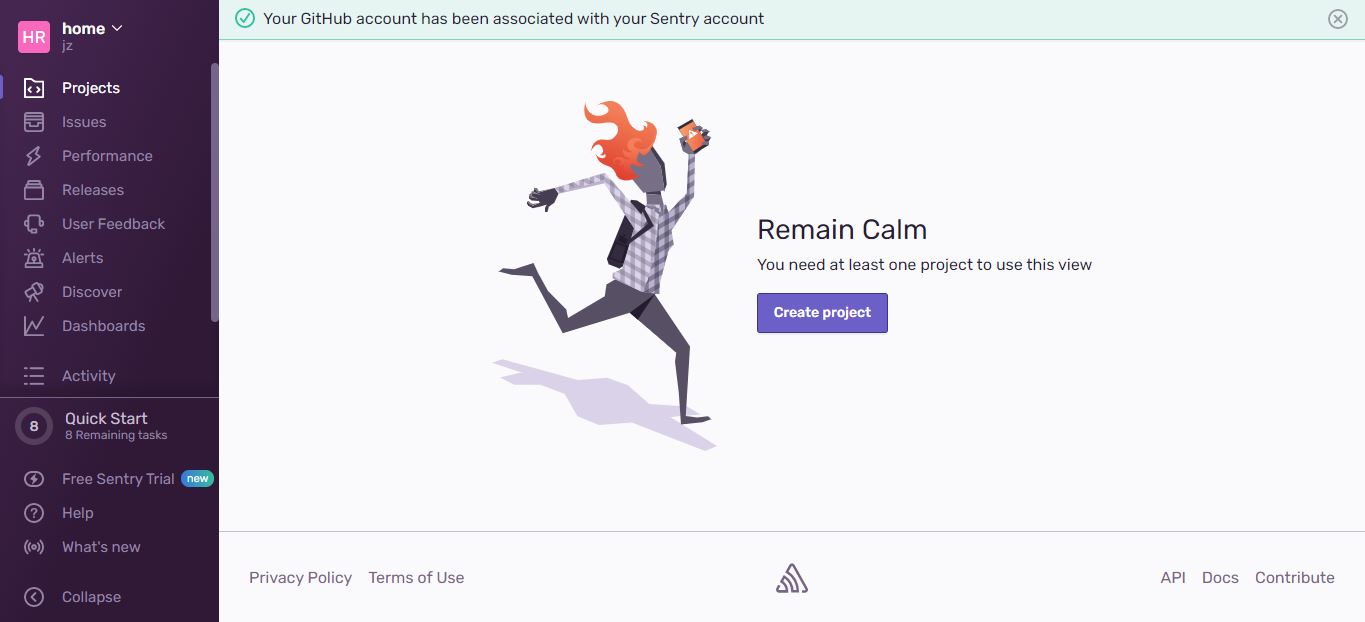 HR
home
jz
Projects
Issues
Performance
Releases
User Feedback
Alerts
Discover
Dashboards
Activity
8
Quick Start
8 Remaining tasks
Free Sentry Trial new
Help
What's new
Collapse
Your GitHub account has been associated with your Sentry account
Remain Calm
You need at least one project to use this view
Create project
Privacy Policy Terms of Use
API Docs Contribute